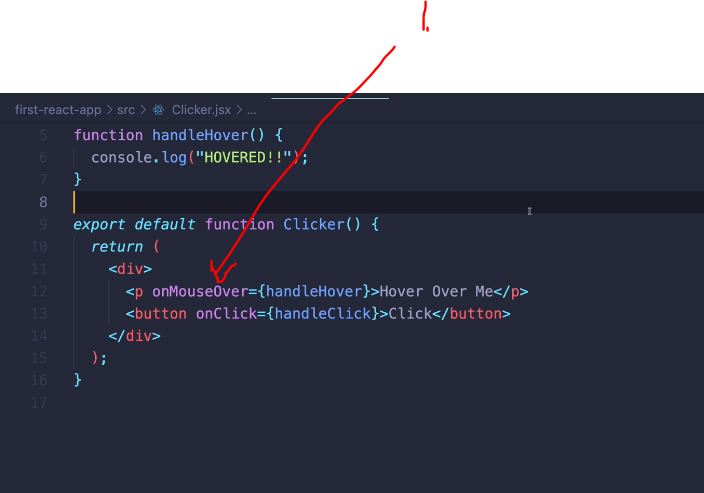 1.
first-react-app > src > Clicker.jsx > ...
5 function handleHover() {
6 console.log("HOVERED!!");
7 }
8
9 export default function Clicker() {
10 return (
11 <div>
12 <p onMouseOver={handleHover}>Hover Over Me</p>
13 <button onClick={handleClick}>Click</button>
14 </div>
15 );
16 }
17